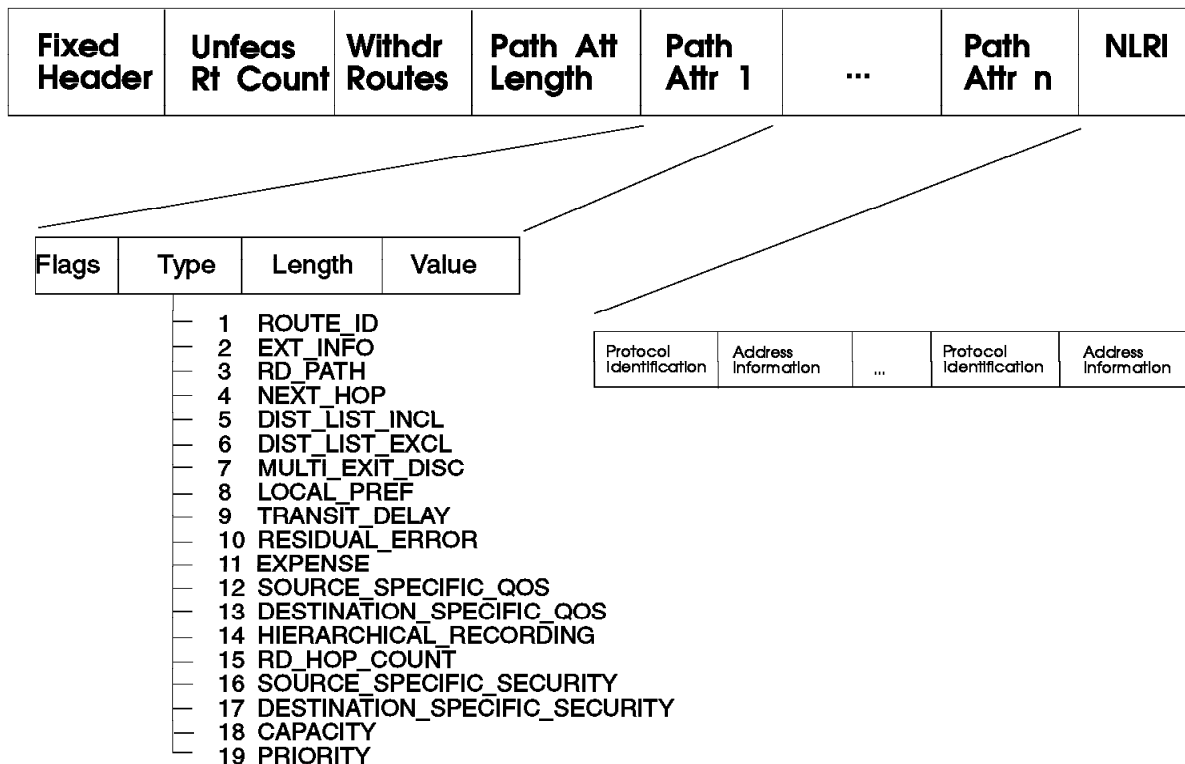 Fixed Header
Unfeas Rt Count
Withdr Routes
Path Att Length
Path Attr 1
...
Path Attr n
NLRI
Flags
Type
Length
Value
1 ROUTE_ID
2 EXT_INFO
3 RD_PATH
4 NEXT_HOP
5 DIST_LIST_INCL
6 DIST_LIST_EXCL
7 MULTI_EXIT_DISC
8 LOCAL_PREF
9 TRANSIT_DELAY
10 RESIDUAL_ERROR
11 EXPENSE
12 SOURCE_SPECIFIC_QOS
13 DESTINATION_SPECIFIC_QOS
14 HIERARCHICAL_RECORDING
15 RD_HOP_COUNT
16 SOURCE_SPECIFIC_SECURITY
17 DESTINATION_SPECIFIC_SECURITY
18 CAPACITY
19 PRIORITY
Protocol Identification
Address Information
...
Protocol Identification
Address Information